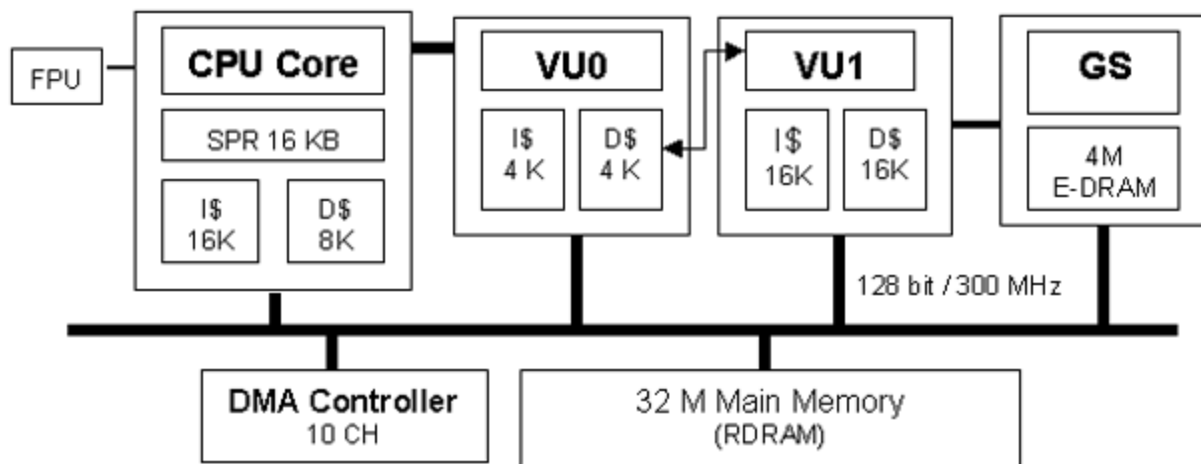 FPU
CPU Core
SPR 16 KB
I$
16K
D$
8K
VU0
I$
4 K
D$
4 K
VU1
I$
16K
D$
16K
GS
4M
E-DRAM
128 bit / 300 MHz
DMA Controller
10 CH
32 M Main Memory
(RDRAM)